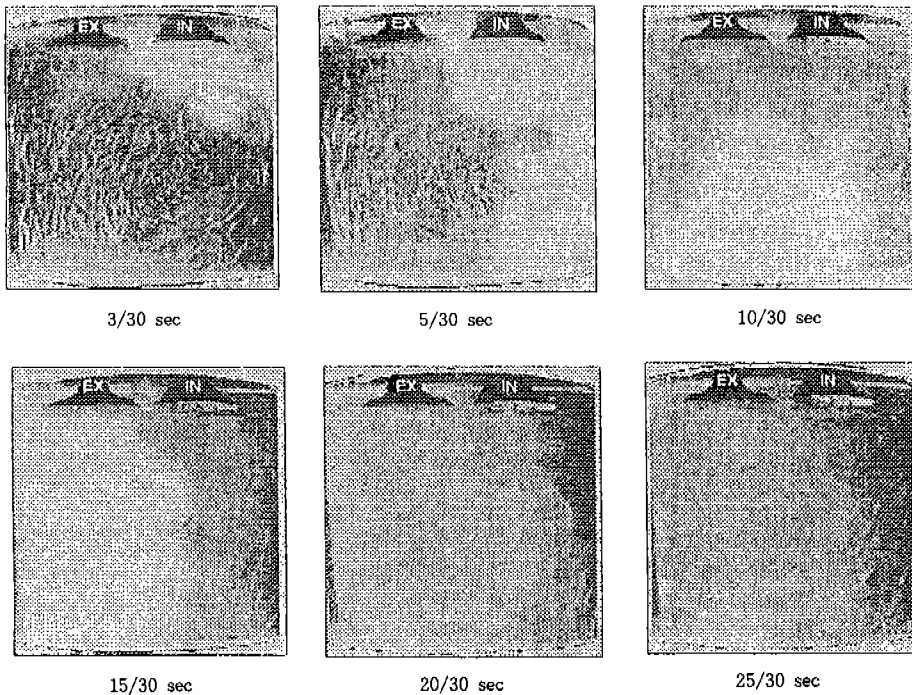 EX IN EX IN EX IN
3/30 sec 5/30 sec 10/30 sec
EX IN EX IN EX IN
15/30 sec 20/30 sec 25/30 sec